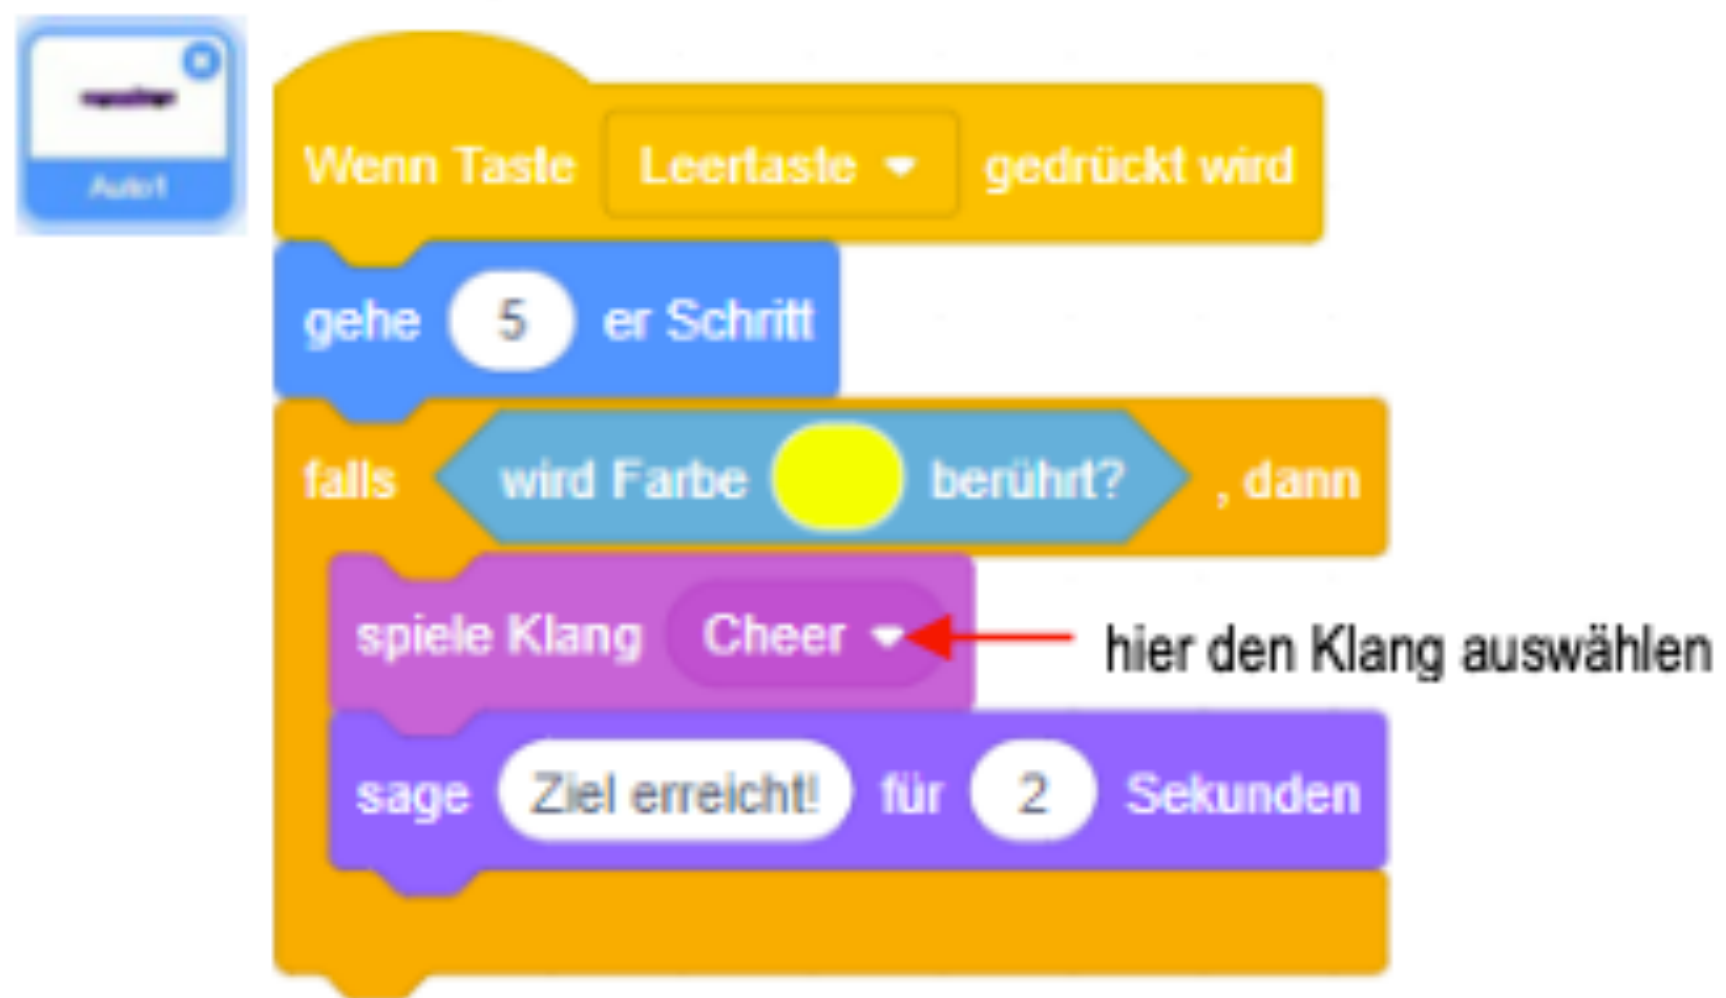 Auto1
Wenn Taste Leertaste gedrückt wird
gehe 5 er Schritt
falls wird Farbe berührt? , dann
spiele Klang Cheer
hier den Klang auswählen
sage Ziel erreicht! für 2 Sekunden